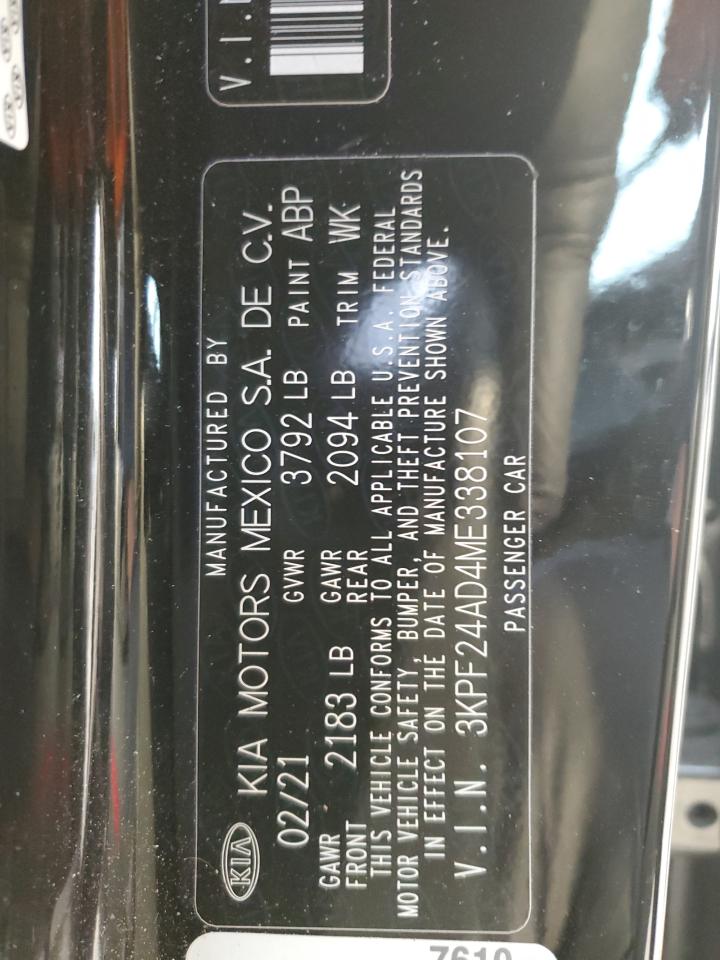 MANUFACTURED BY
KIA KIA MOTORS MEXICO S.A. DE C.V.
02/21 GVWR 3792 LB PAINT ABP
GAWR FRONT 2183 LB GAWR REAR 2094 LB TRIM WK
THIS VEHICLE CONFORMS TO ALL APPLICABLE U.S.A. FEDERAL
MOTOR VEHICLE SAFETY, BUMPER, AND THEFT PREVENTION STANDARDS
IN EFFECT ON THE DATE OF MANUFACTURE SHOWN ABOVE.
V.I.N. 3KPF24AD4ME338107
PASSENGER CAR
V.I.N
7610